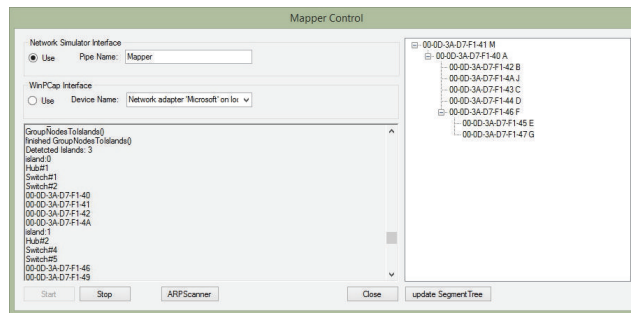 Mapper Control
Network Simulator Interface
Use Pipe Name: Mapper
WinPCap Interface
Use Device Name: Network adapter 'Microsoft' on loc
GroupNodesToIslands()
finished GroupNodesToIslands()
Detetcted Islands: 3
island:0
Hub#1
Switch#1
Switch#2
00-0D-3A-D7-F1-40
00-0D-3A-D7-F1-41
00-0D-3A-D7-F1-42
00-0D-3A-D7-F1-4A
island:1
Hub#2
Switch#4
Switch#5
00-0D-3A-D7-F1-46
00-0D-3A-D7-F1-49
Start Stop ARPScanner Close
00-0D-3A-D7-F1-41 M
00-0D-3A-D7-F1-40 A
00-0D-3A-D7-F1-42 B
00-0D-3A-D7-F1-4A J
00-0D-3A-D7-F1-43 C
00-0D-3A-D7-F1-44 D
00-0D-3A-D7-F1-46 F
00-0D-3A-D7-F1-45 E
00-0D-3A-D7-F1-47 G
update SegmentTree